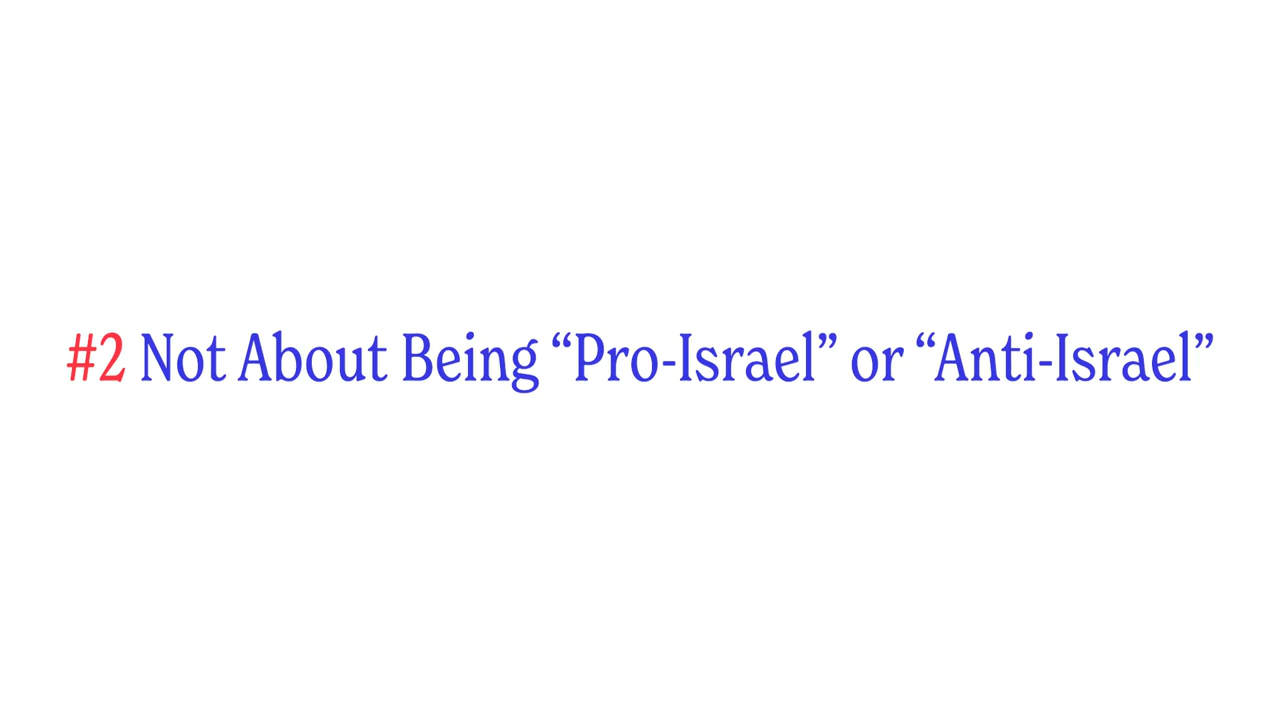 #2 Not About Being “Pro-Israel” or “Anti-Israel”